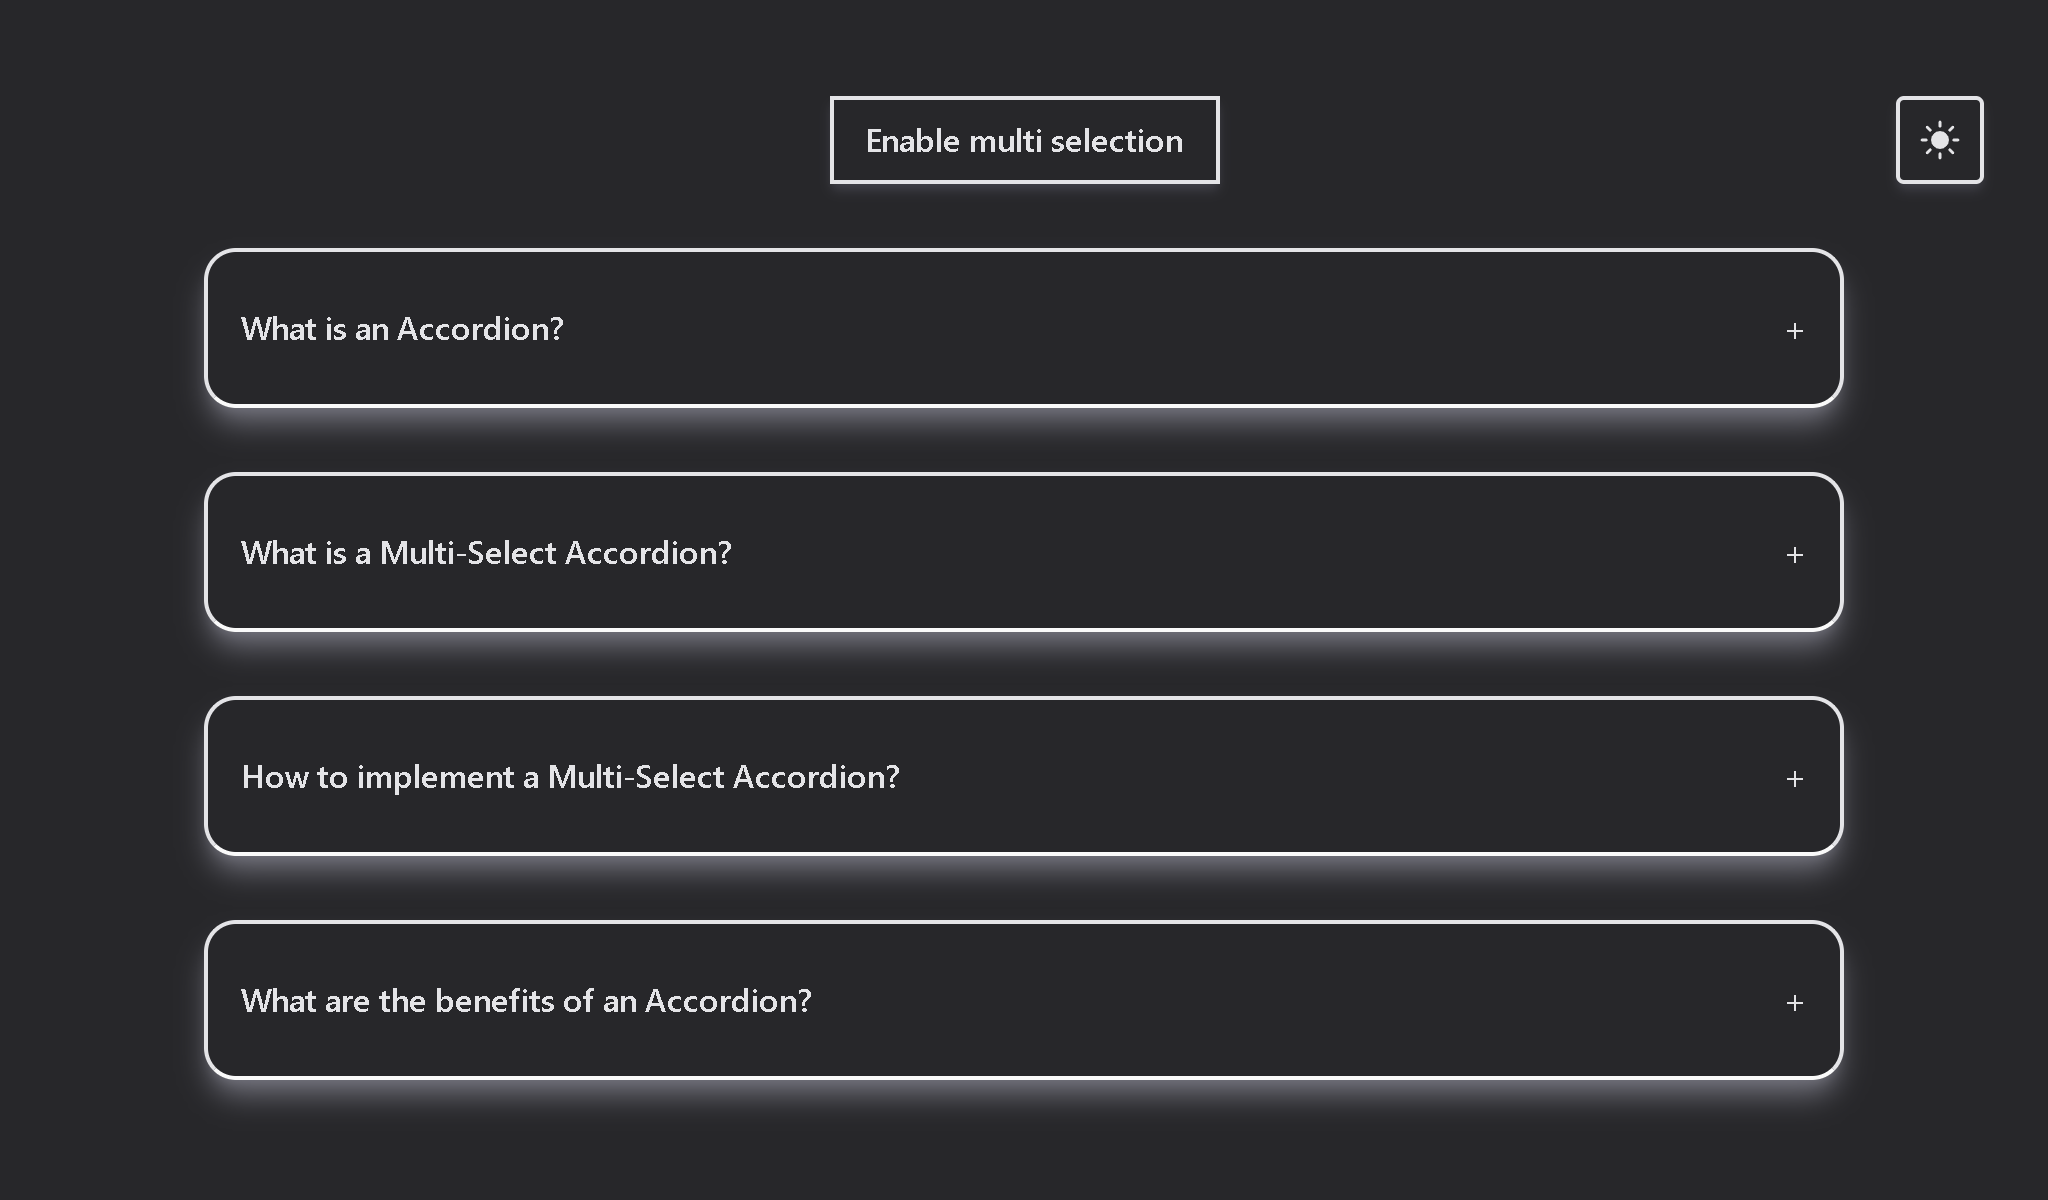 Enable multi selection
What is an Accordion?
+
What is a Multi-Select Accordion?
+
How to implement a Multi-Select Accordion?
+
What are the benefits of an Accordion?
+